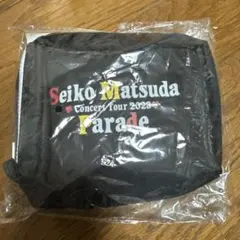 Seiko Matsuda
Concert Tour 2023
Parade